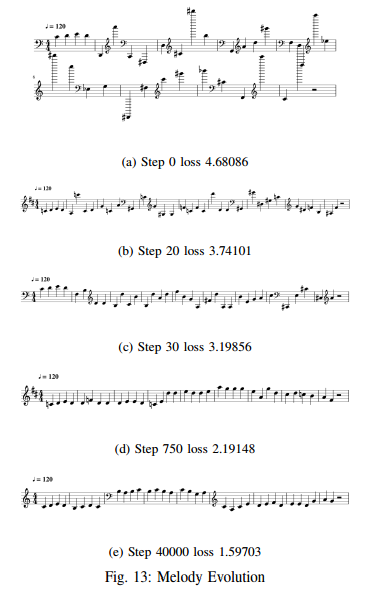 ♩ = 120
(a) Step 0 loss 4.68086
♩ = 120
(b) Step 20 loss 3.74101
♩ = 120
(c) Step 30 loss 3.19856
♩ = 120
(d) Step 750 loss 2.19148
♩ = 120
(e) Step 40000 loss 1.59703
Fig. 13: Melody Evolution